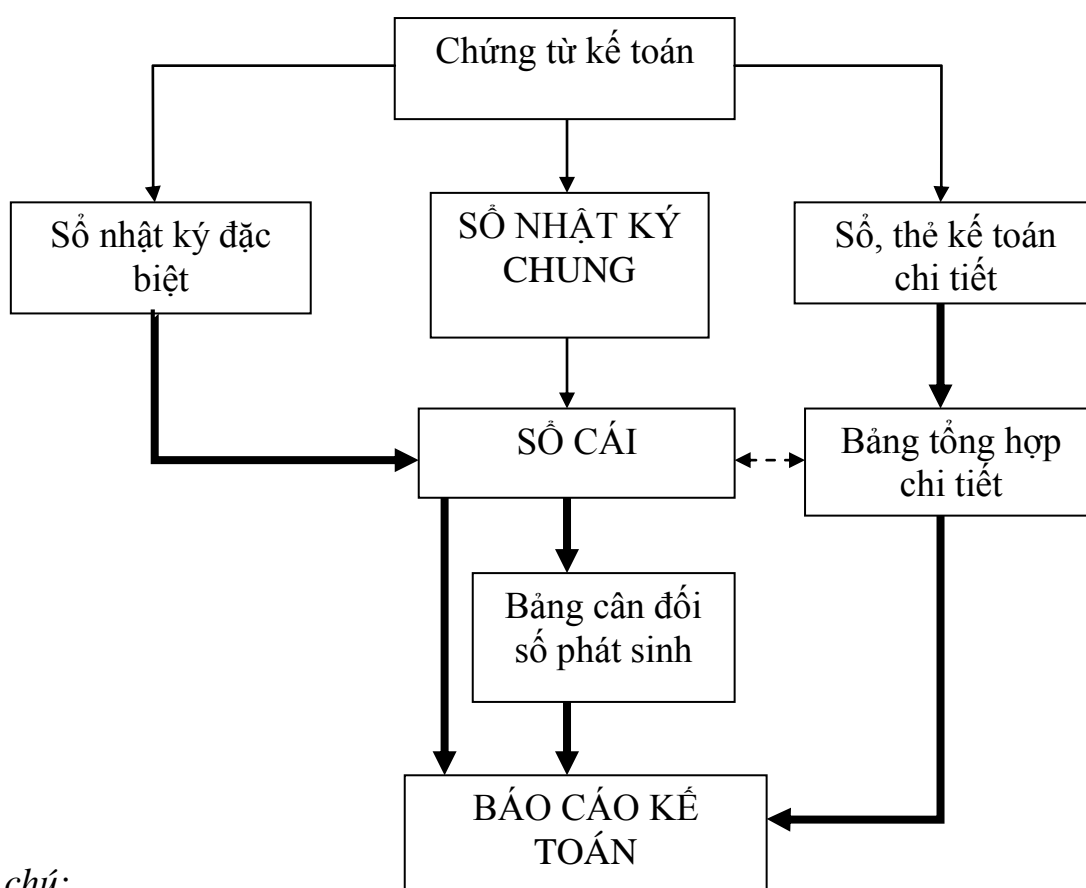 Chứng từ kế toán
Sổ nhật ký đặc
biệt
SỔ NHẬT KÝ
CHUNG
Sổ, thẻ kế toán
chi tiết
SỔ CÁI
Bảng tổng hợp
chi tiết
Bảng cân đối
số phát sinh
BÁO CÁO KẾ
TOÁN
chú: